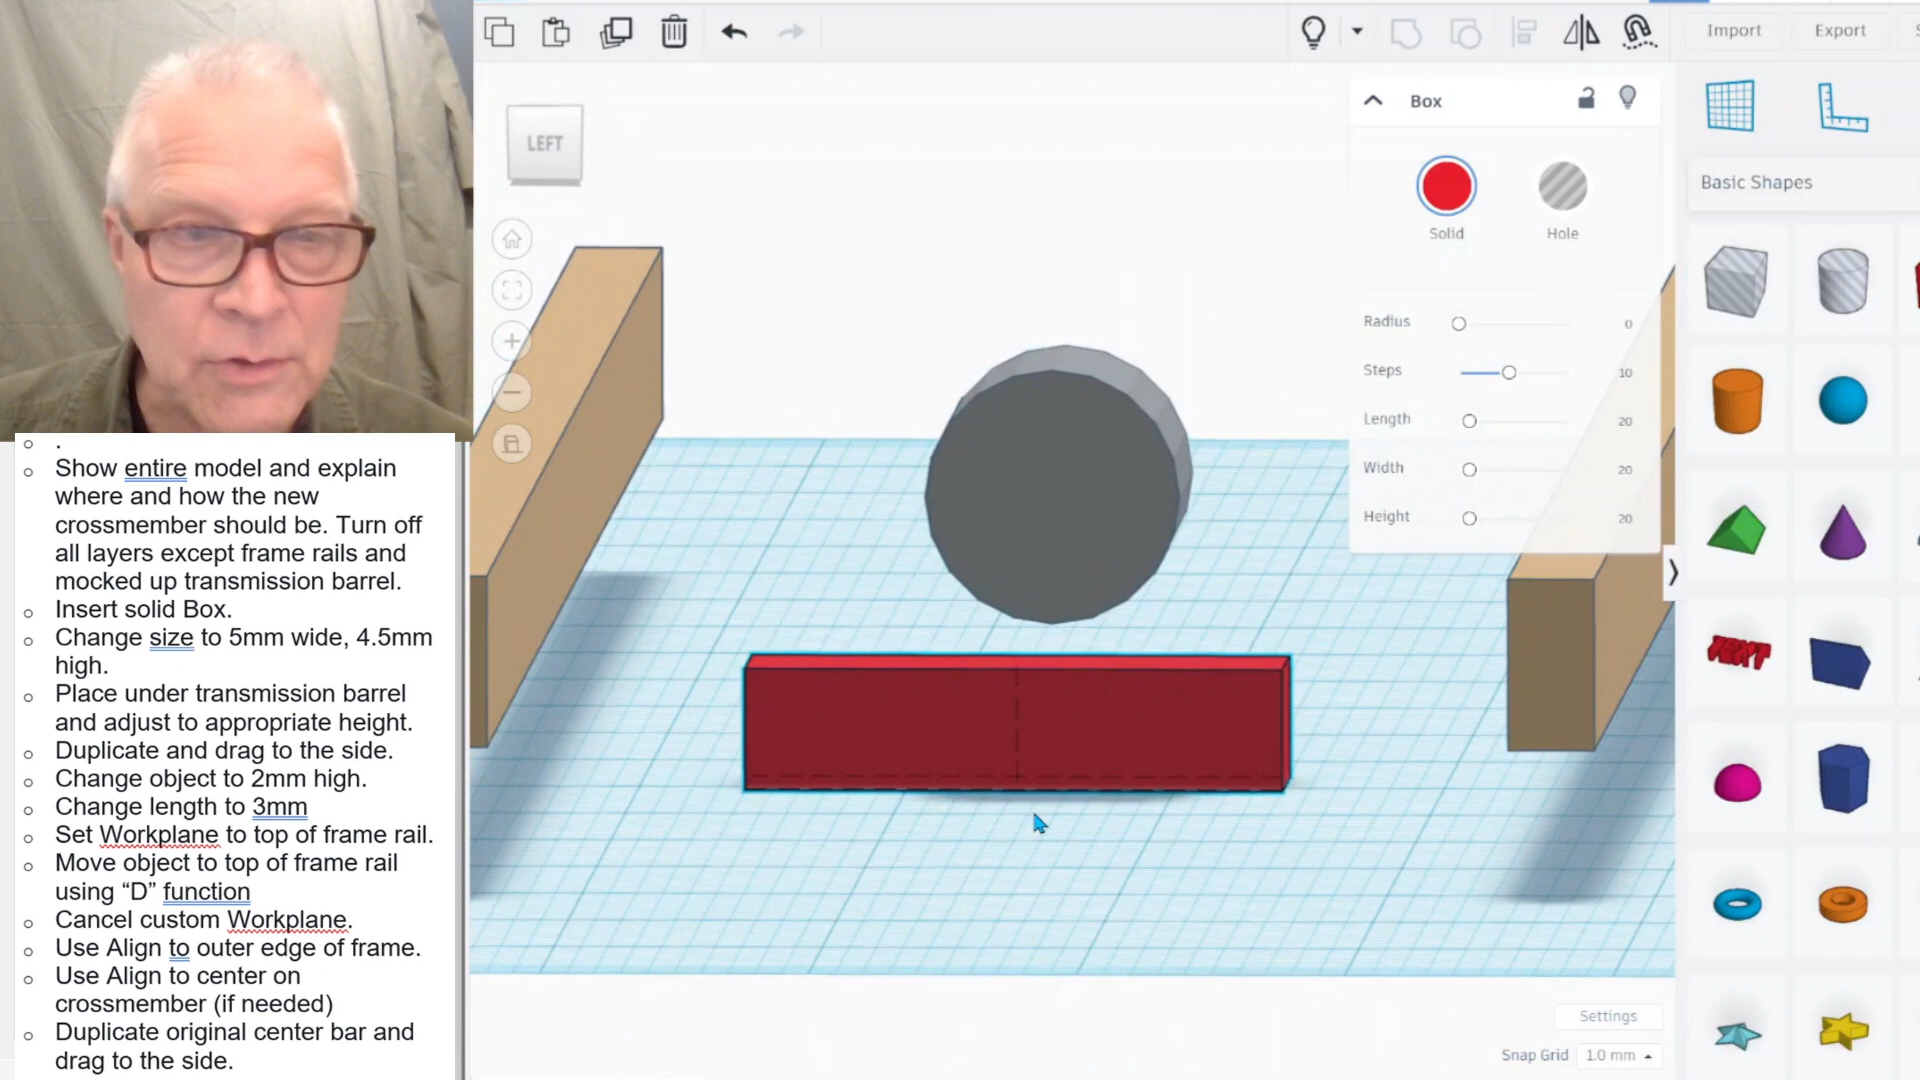 Import
Export
LEFT
Box
Solid
Hole
Radius
0
Steps
10
Length
20
Width
20
Height
20
Basic Shapes
TEXT
Settings
Snap Grid
1.0 mm
.
Show entire model and explain
where and how the new
crossmember should be. Turn off
all layers except frame rails and
mocked up transmission barrel.
Insert solid Box.
Change size to 5mm wide, 4.5mm
high.
Place under transmission barrel
and adjust to appropriate height.
Duplicate and drag to the side.
Change object to 2mm high.
Change length to 3mm
Set Workplane to top of frame rail.
Move object to top of frame rail
using “D” function
Cancel custom Workplane.
Use Align to outer edge of frame.
Use Align to center on
crossmember (if needed)
Duplicate original center bar and
drag to the side.